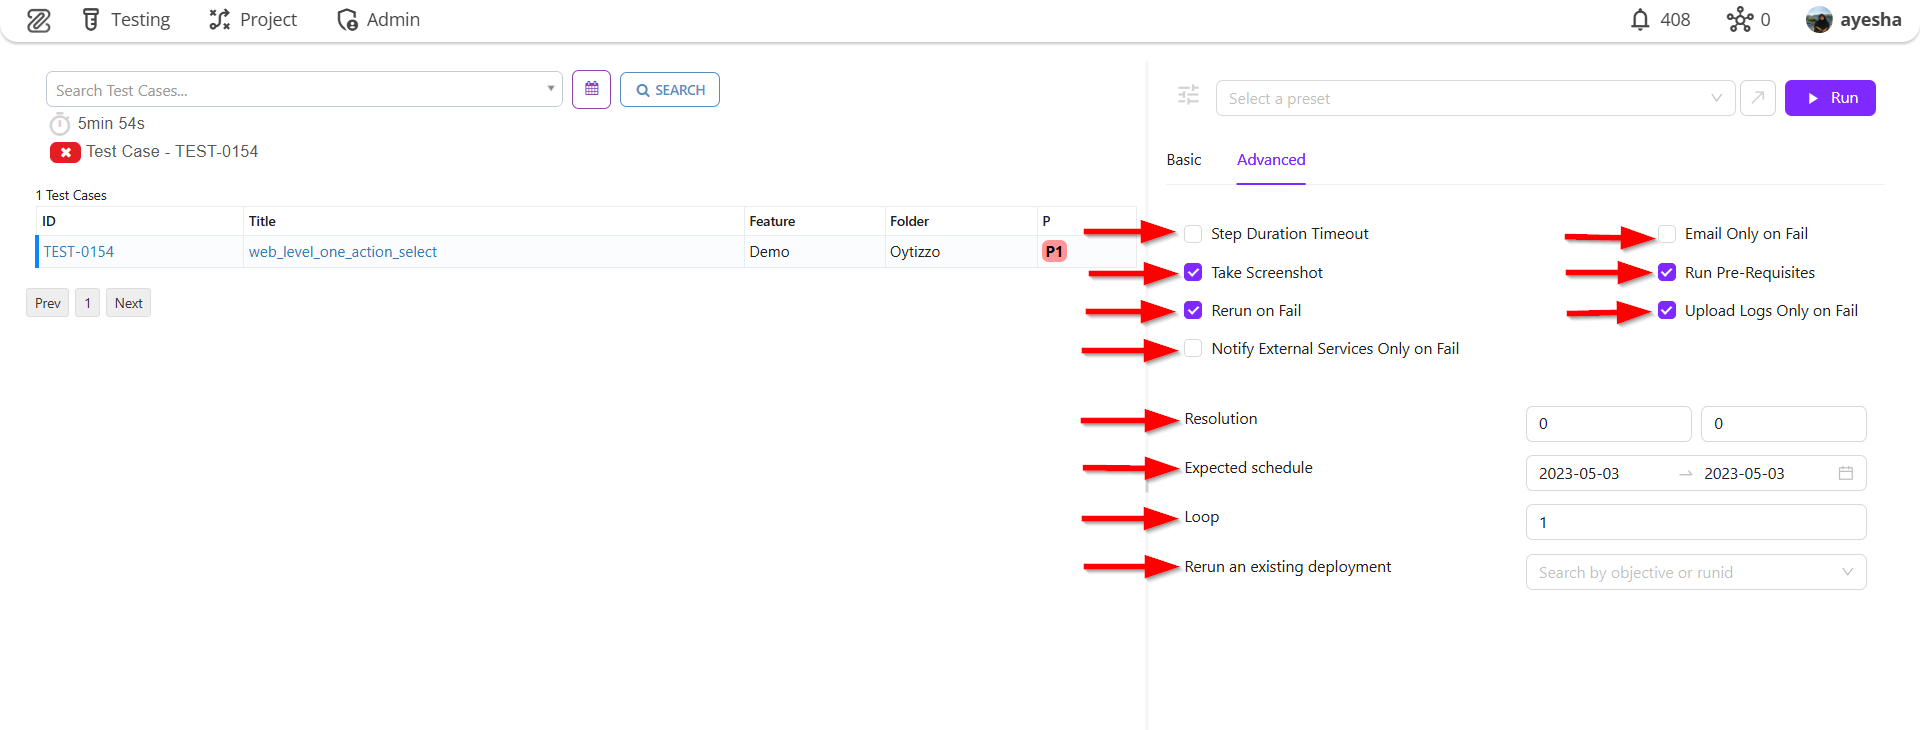 Testing Project Admin 408 0 ayesha
Search Test Cases... SEARCH
5min 54s
Test Case - TEST-0154
1 Test Cases
ID Title Feature Folder P
TEST-0154 web_level_one_action_select Demo Oytizzo P1
Prev 1 Next
Select a preset Run
Basic Advanced
Step Duration Timeout Email Only on Fail
Take Screenshot Run Pre-Requisites
Rerun on Fail Upload Logs Only on Fail
Notify External Services Only on Fail
Resolution 0 0
Expected schedule 2023-05-03 → 2023-05-03
Loop 1
Rerun an existing deployment Search by objective or runid